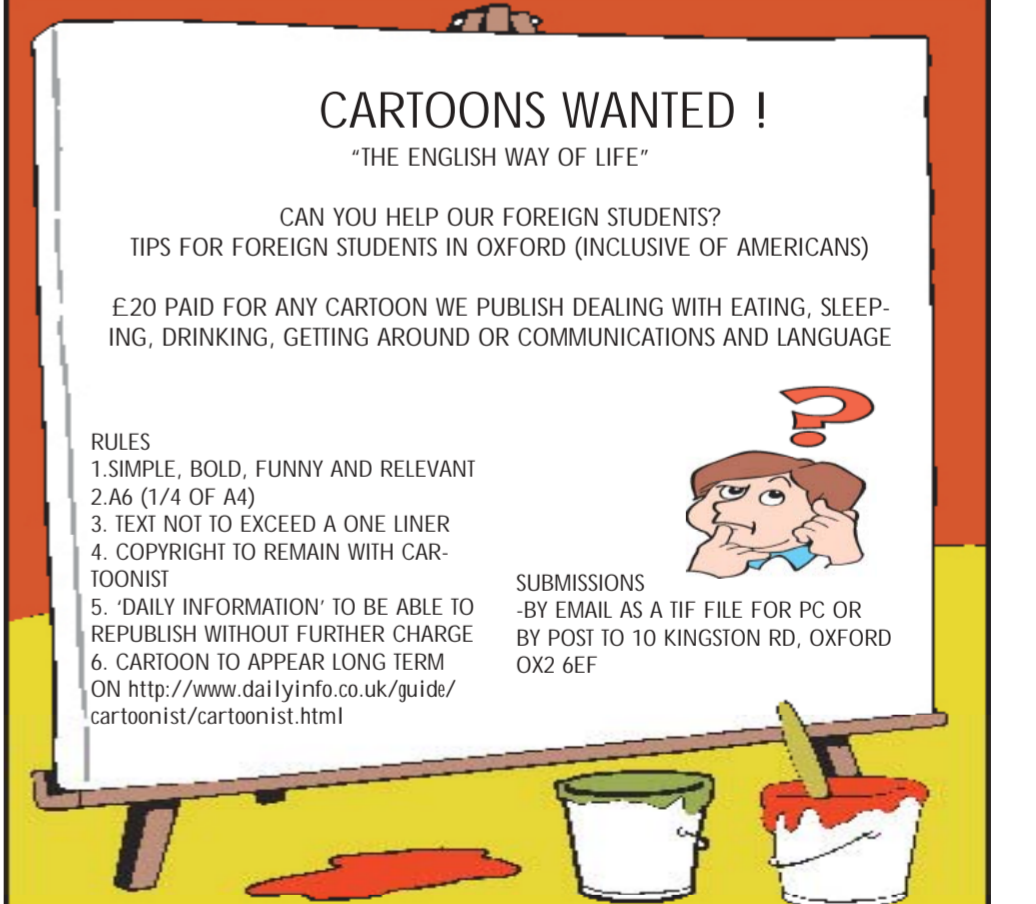 CARTOONS WANTED !
“THE ENGLISH WAY OF LIFE”
CAN YOU HELP OUR FOREIGN STUDENTS?
TIPS FOR FOREIGN STUDENTS IN OXFORD (INCLUSIVE OF AMERICANS)
£20 PAID FOR ANY CARTOON WE PUBLISH DEALING WITH EATING, SLEEP-
ING, DRINKING, GETTING AROUND OR COMMUNICATIONS AND LANGUAGE
RULES
1.SIMPLE, BOLD, FUNNY AND RELEVANT
2.A6 (1/4 OF A4)
3. TEXT NOT TO EXCEED A ONE LINER
4. COPYRIGHT TO REMAIN WITH CAR-
TOONIST
5. ‘DAILY INFORMATION’ TO BE ABLE TO
REPUBLISH WITHOUT FURTHER CHARGE
6. CARTOON TO APPEAR LONG TERM
ON http://www.dailyinfo.co.uk/guide/
cartoonist/cartoonist.html
?
SUBMISSIONS
-BY EMAIL AS A TIF FILE FOR PC OR
BY POST TO 10 KINGSTON RD, OXFORD
OX2 6EF